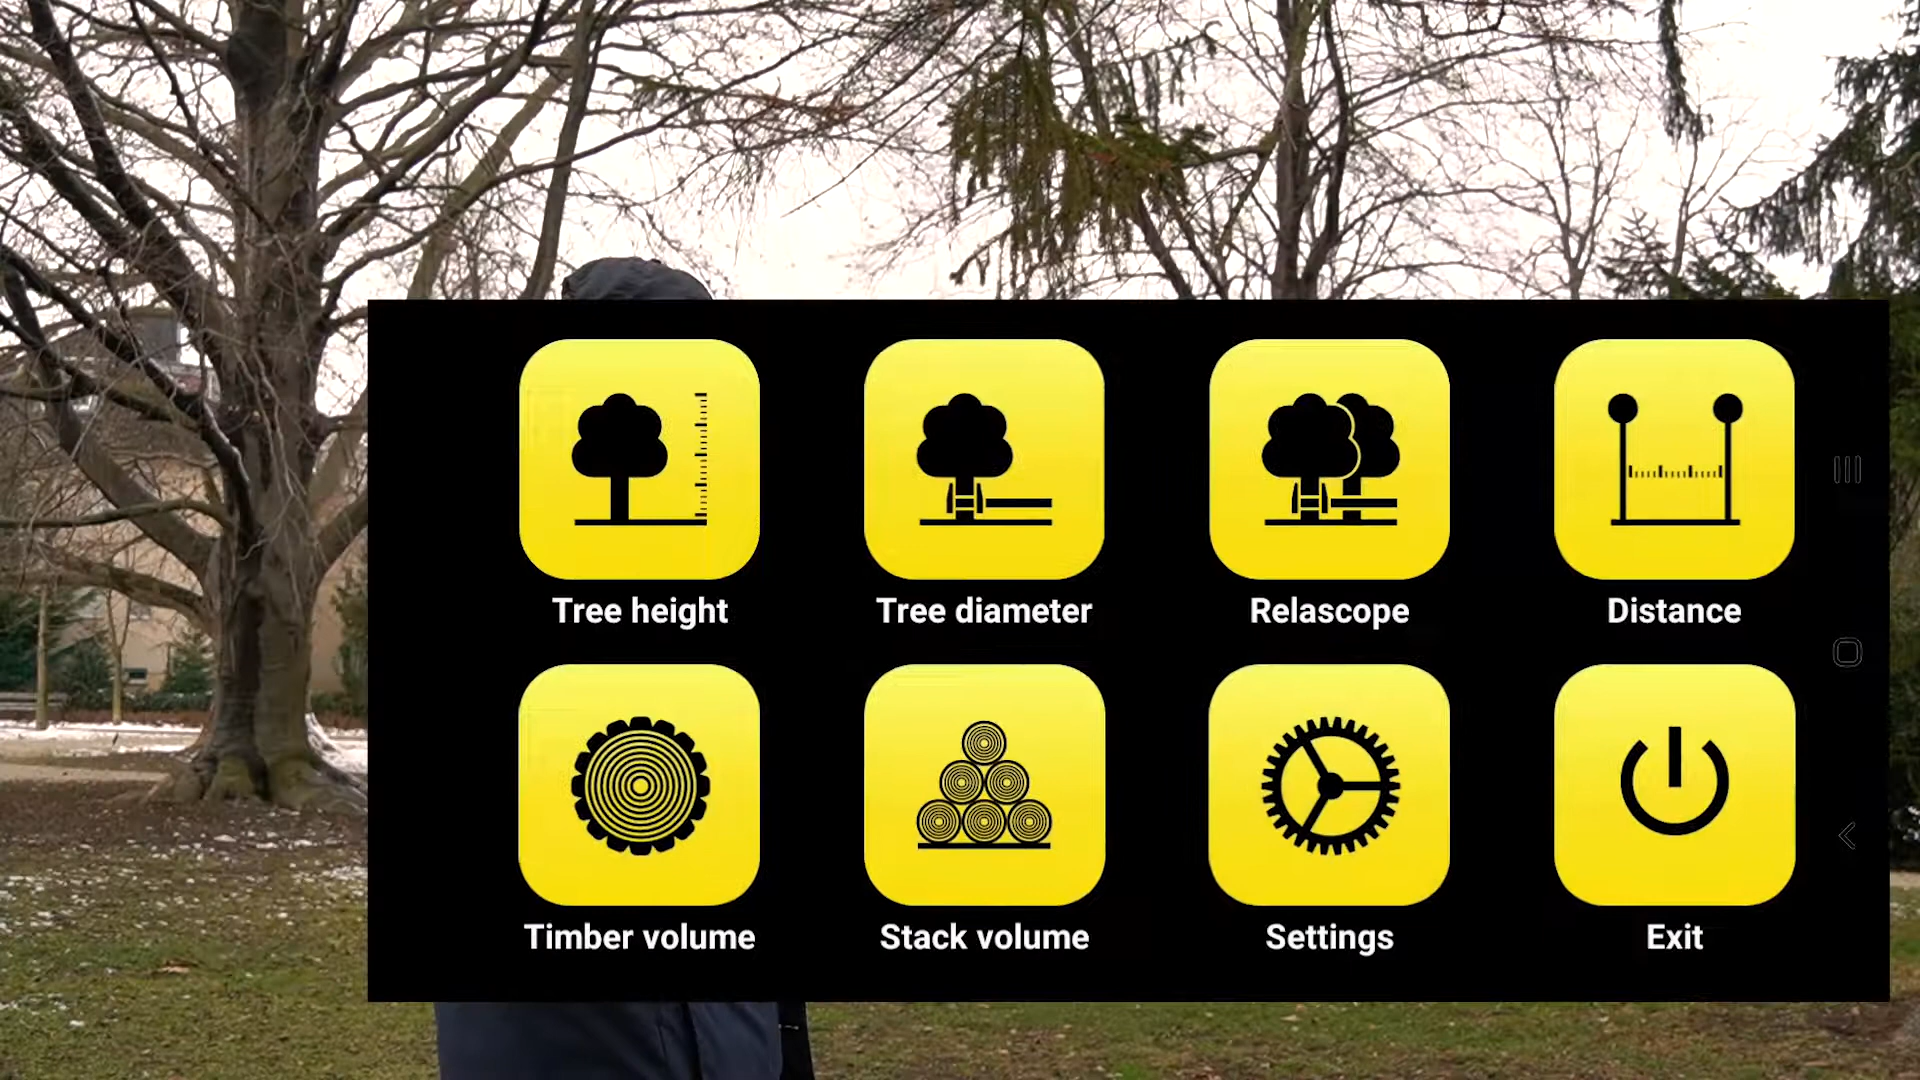 Tree height
Tree diameter
Relascope
Distance
Timber volume
Stack volume
Settings
Exit